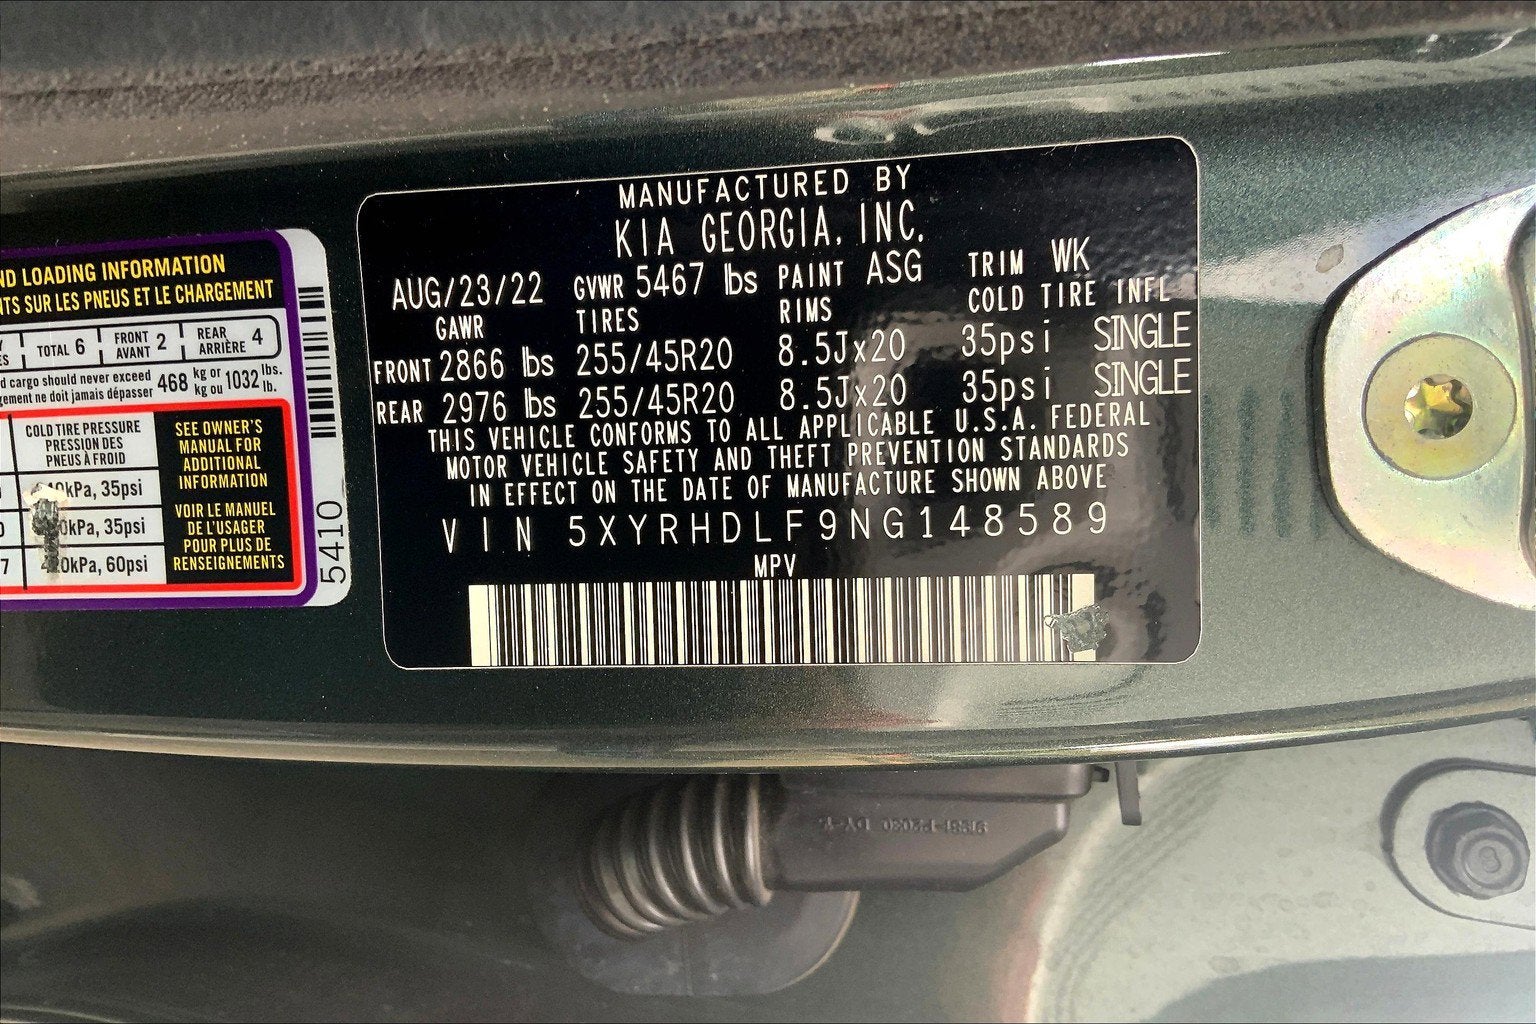 ND LOADING INFORMATION
NTS SUR LES PNEUS ET LE CHARGEMENT
TOTAL 6
FRONT AVANT 2
REAR ARRIÈRE 4
d cargo should never exceed
gement ne doit jamais dépasser
468 kg or kg ou 1032 lbs. lb.
COLD TIRE PRESSURE
PRESSION DES
PNEUS À FROID
kPa, 35psi
kPa, 35psi
kPa, 60psi
SEE OWNER'S
MANUAL FOR
ADDITIONAL
INFORMATION
VOIR LE MANUEL
DE L'USAGER
POUR PLUS DE
RENSEIGNEMENTS
5410
MANUFACTURED BY
KIA GEORGIA, INC.
AUG/23/22 GVWR 5467 lbs PAINT ASG TRIM WK
GAWR TIRES RIMS COLD TIRE INFL
FRONT 2866 lbs 255/45R20 8.5Jx20 35psi SINGLE
REAR 2976 lbs 255/45R20 8.5Jx20 35psi SINGLE
THIS VEHICLE CONFORMS TO ALL APPLICABLE U.S.A. FEDERAL
MOTOR VEHICLE SAFETY AND THEFT PREVENTION STANDARDS
IN EFFECT ON THE DATE OF MANUFACTURE SHOWN ABOVE
VIN 5XYRHDLF9NG148589
MPV